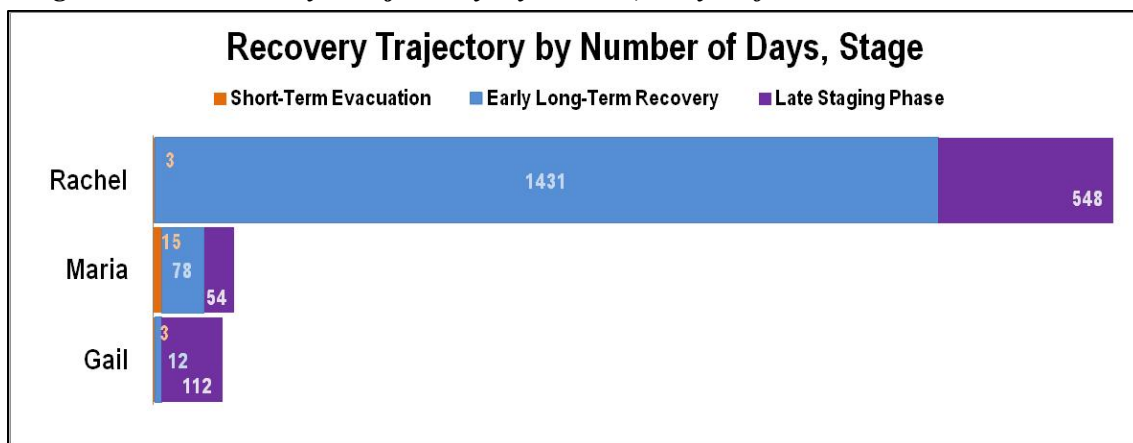 Recovery Trajectory by Number of Days, Stage
Short-Term Evacuation Early Long-Term Recovery Late Staging Phase
Rachel 3 1431 548
Maria 15 78 54
Gail 3 12 112